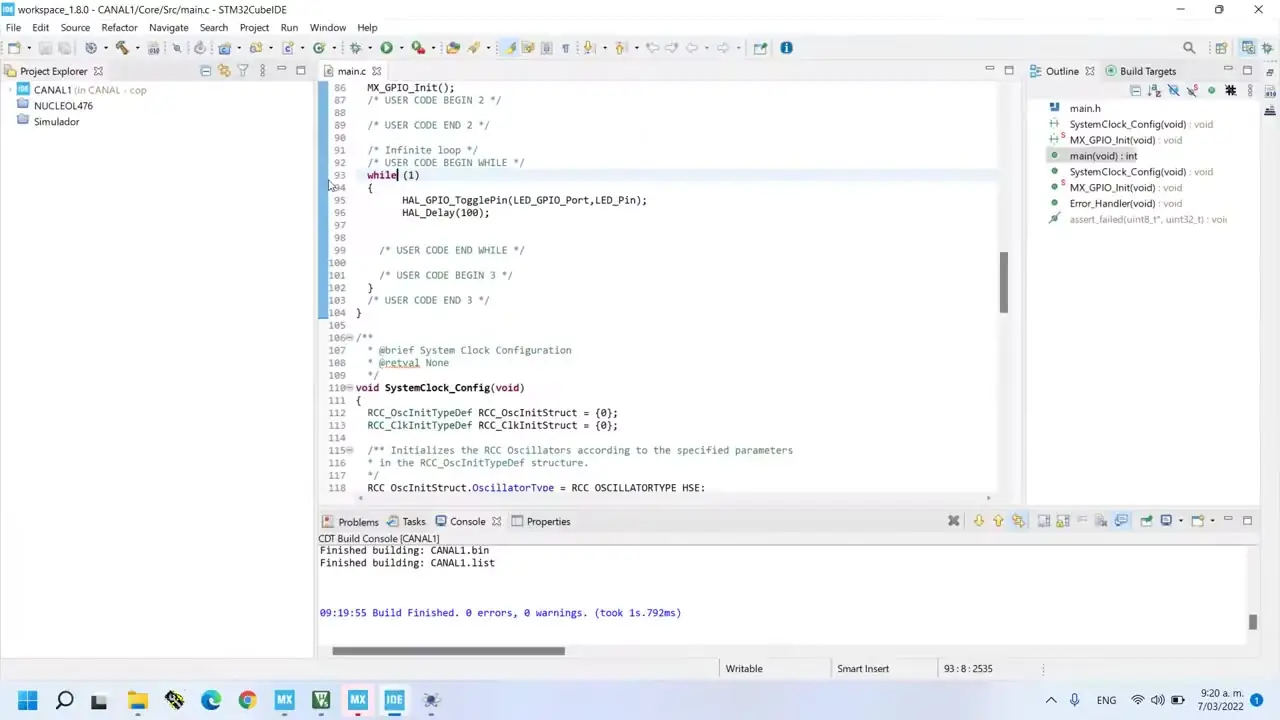 workspace_1.8.0 - CANAL1/Core/Src/main.c - STM32CubeIDE
File Edit Source Refactor Navigate Search Project Run Window Help
Project Explorer
main.c
Outline
Build Targets
CANAL1 (in CANAL - cop
NUCLEOL476
Simulador
86 MX_GPIO_Init();
87 /* USER CODE BEGIN 2 */
88
89 /* USER CODE END 2 */
90
91 /* Infinite loop */
92 /* USER CODE BEGIN WHILE */
93 while (1)
94 {
95 HAL_GPIO_TogglePin(LED_GPIO_Port,LED_Pin);
96 HAL_Delay(100);
97
98
99 /* USER CODE END WHILE */
100
101 /* USER CODE BEGIN 3 */
102 }
103 /* USER CODE END 3 */
104 }
105
106 /**
107 * @brief System Clock Configuration
108 * @retval None
109 */
110 void SystemClock_Config(void)
111 {
112 RCC_OscInitTypeDef RCC_OscInitStruct = {0};
113 RCC_ClkInitTypeDef RCC_ClkInitStruct = {0};
114
115 /** Initializes the RCC Oscillators according to the specified parameters
116 * in the RCC_OscInitTypeDef structure.
117 */
118 RCC_OscInitStruct.OscillatorType = RCC_OSCILLATORTYPE_HSE;
main.h
SystemClock_Config(void) : void
MX_GPIO_Init(void) : void
main(void) : int
SystemClock_Config(void) : void
MX_GPIO_Init(void) : void
Error_Handler(void) : void
assert_failed(uint8_t*, uint32_t) : voi
Problems
Tasks
Console
Properties
CDT Build Console [CANAL1]
Finished building: CANAL1.bin
Finished building: CANAL1.list
09:19:55 Build Finished. 0 errors, 0 warnings. (took 1s.792ms)
Writable
Smart Insert
93 : 8 : 2535
MX
MX
IDE
ENG
9:20 a. m.
7/03/2022
1